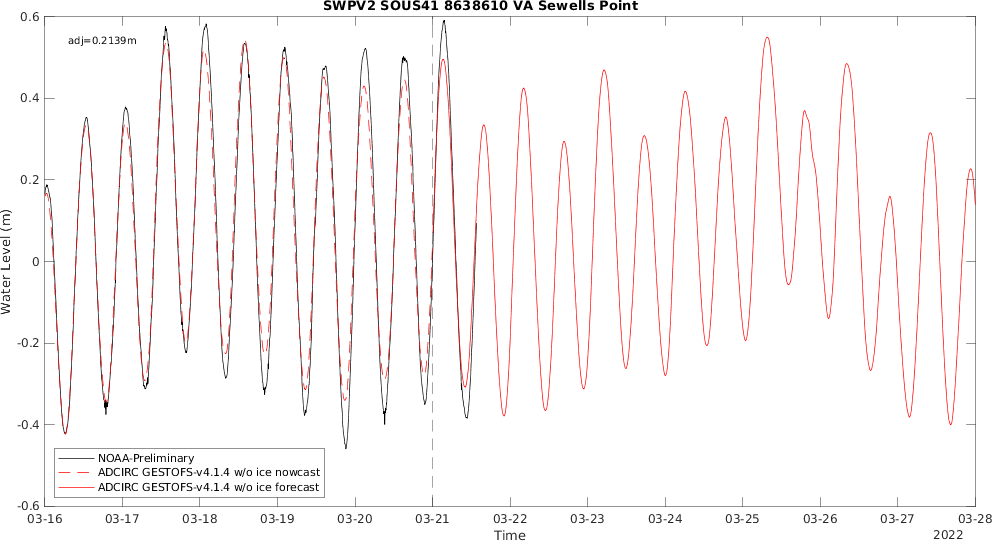 SWPV2 SOUS41 8638610 VA Sewells Point
adj=0.2139m
0.6
0.4
0.2
0
-0.2
-0.4
-0.6
Water Level (m)
NOAA-Preliminary
ADCIRC GESTOFS-v4.1.4 w/o ice nowcast
ADCIRC GESTOFS-v4.1.4 w/o ice forecast
03-16 03-17 03-18 03-19 03-20 03-21 03-22 03-23 03-24 03-25 03-26 03-27 03-28
Time
2022